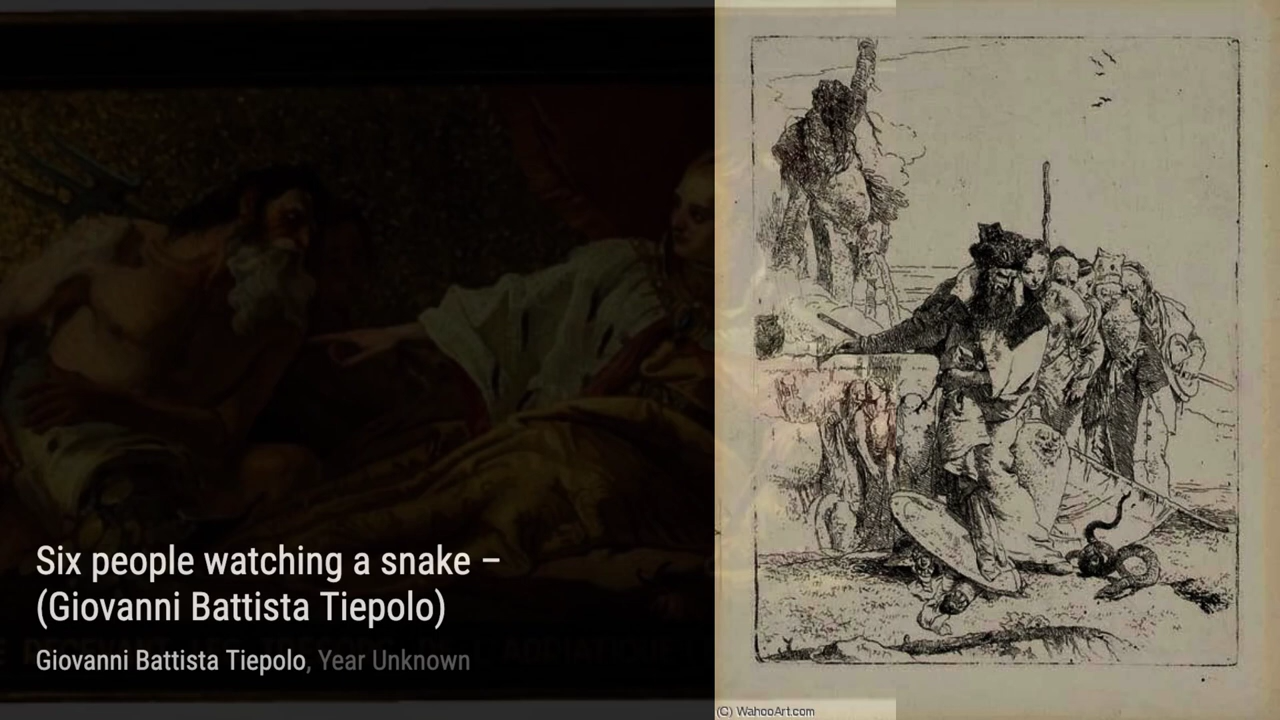 Six people watching a snake –
(Giovanni Battista Tiepolo)
Giovanni Battista Tiepolo, Year Unknown
(C) WahooArt.com